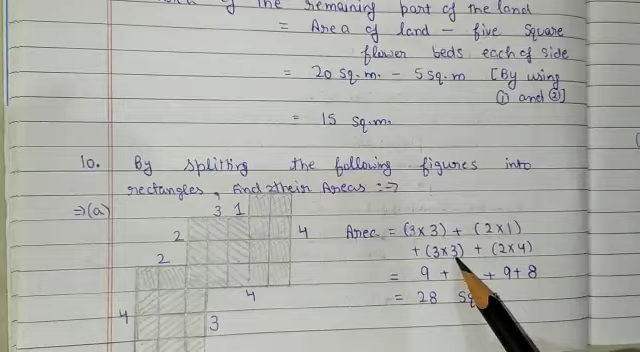 of the remaining part of the land
= Area of land - five square
flower beds each of side
= 20 sq.m. - 5 sq.m [By using
① and ②]
= 15 sq.m.
10. By splitting the following figures into
rectangles, find their Areas :→
⇒(a) 3 1
2 4
2
4
4 3
Area = (3×3) + (2×1)
+ (3×3) + (2×4)
= 9 + + 9+ 8
= 28